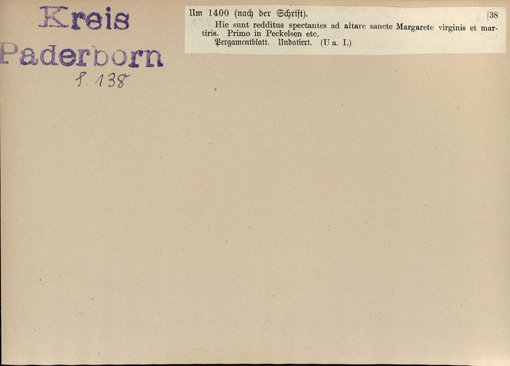 Kreis
Paderborn
S. 138
Um 1400 (nach der Schrift). [38
Hic sunt redditus spectantes ad altare sancte Margarete virginis et mar-
tiris. Primo in Peckelsen etc.
Pergamentblatt. Undatiert. (U a. I.)